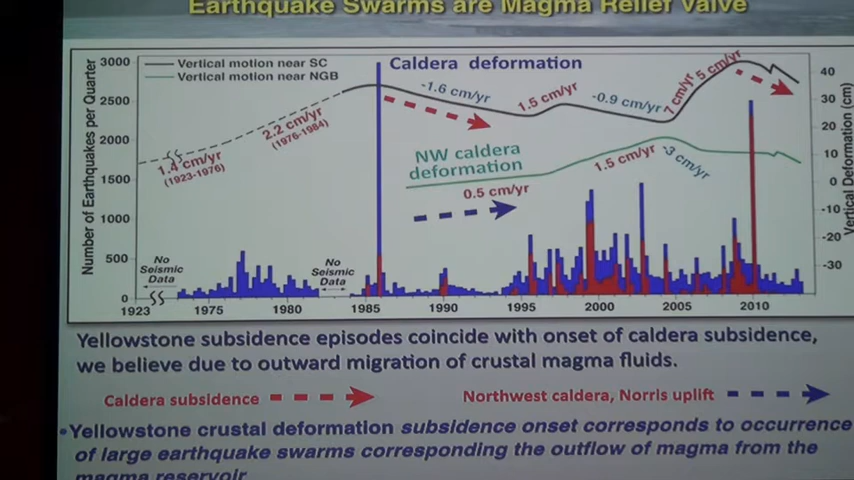 Earthquake Swarms are Magma Relief Valve
Vertical motion near SC
Vertical motion near NGB
Caldera deformation
-1.6 cm/yr
1.5 cm/yr
-0.9 cm/yr
7 cm/yr
5 cm/yr
2.2 cm/yr
(1976-1984)
1.4 cm/yr
(1923-1976)
NW caldera
deformation
0.5 cm/yr
1.5 cm/yr
-3 cm/yr
No
Seismic
Data
No
Seismic
Data
Number of Earthquakes per Quarter
3000
2500
2000
1500
1000
500
0
Vertical Deformation (cm)
40
30
20
10
0
-10
-20
-30
1923
1975
1980
1985
1990
1995
2000
2005
2010
Yellowstone subsidence episodes coincide with onset of caldera subsidence,
we believe due to outward migration of crustal magma fluids.
Caldera subsidence
Northwest caldera, Norris uplift
•Yellowstone crustal deformation subsidence onset corresponds to occurrence
of large earthquake swarms corresponding the outflow of magma from the
magma reservoir